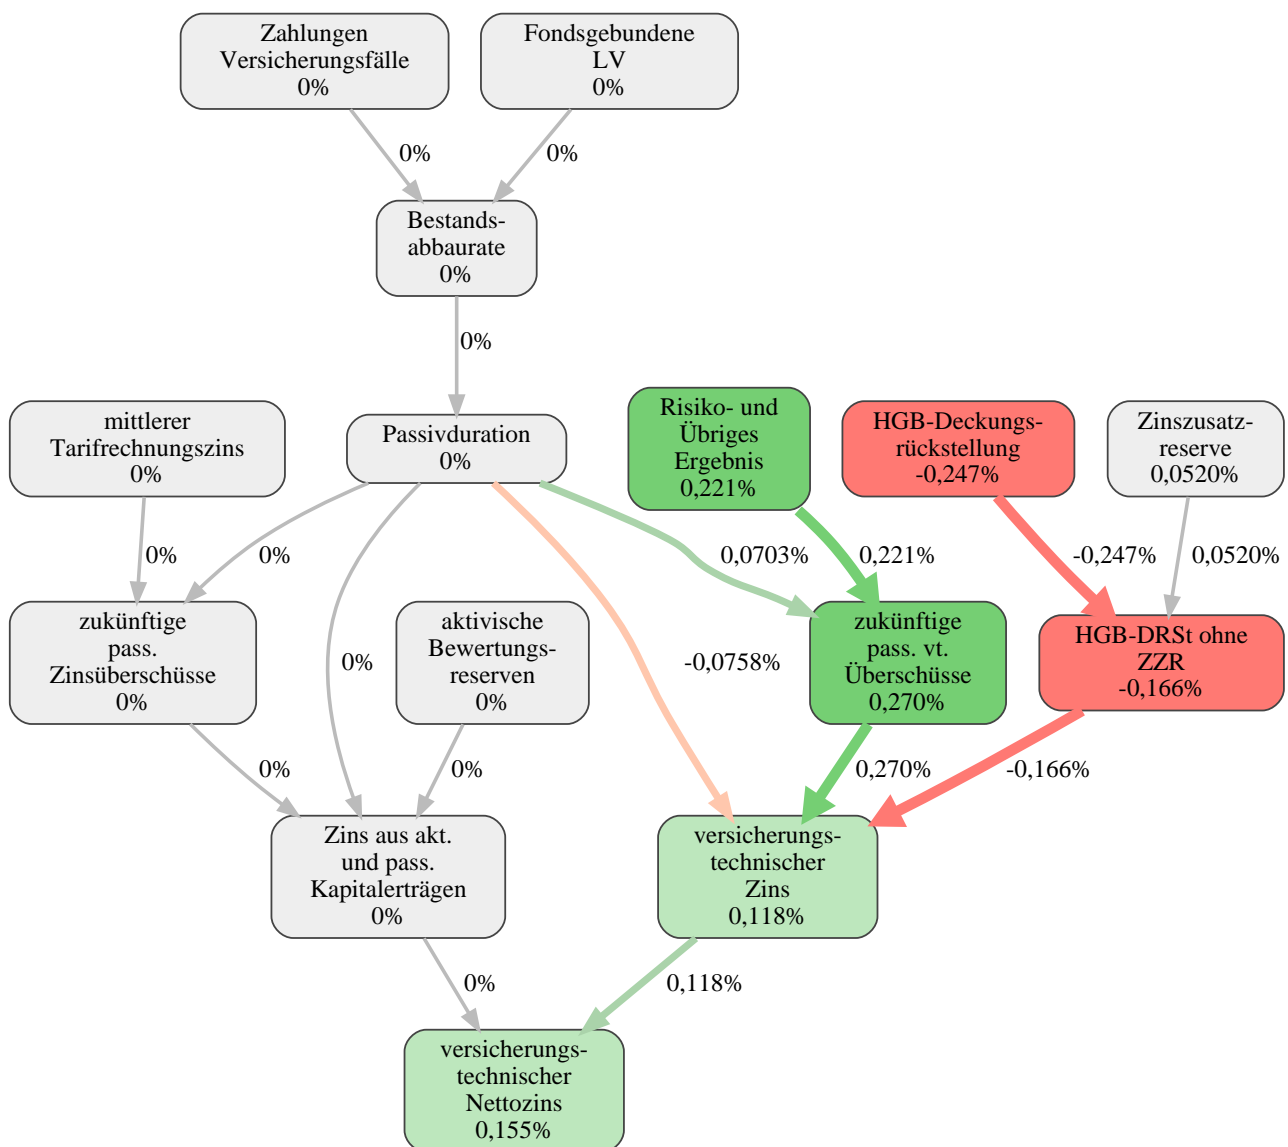 Zahlungen
Versicherungsfälle
0%
Fondsgebundene
LV
0%
0%
0%
Bestands-
abbaurate
0%
0%
mittlerer
Tarifrechnungszins
0%
Passivduration
0%
Risiko- und
Übriges
Ergebnis
0,221%
HGB-Deckungs-
rückstellung
-0,247%
Zinszusatz-
reserve
0,0520%
0%
0%
0,0703%
0,221%
-0,247%
0,0520%
zukünftige
pass.
Zinsüberschüsse
0%
0%
aktivische
Bewertungs-
reserven
0%
-0,0758%
zukünftige
pass. vt.
Überschüsse
0,270%
HGB-DRSt ohne
ZZR
-0,166%
0%
0%
0,270%
-0,166%
Zins aus akt.
und pass.
Kapitalerträgen
0%
versicherungs-
technischer
Zins
0,118%
0%
0,118%
versicherungs-
technischer
Nettozins
0,155%